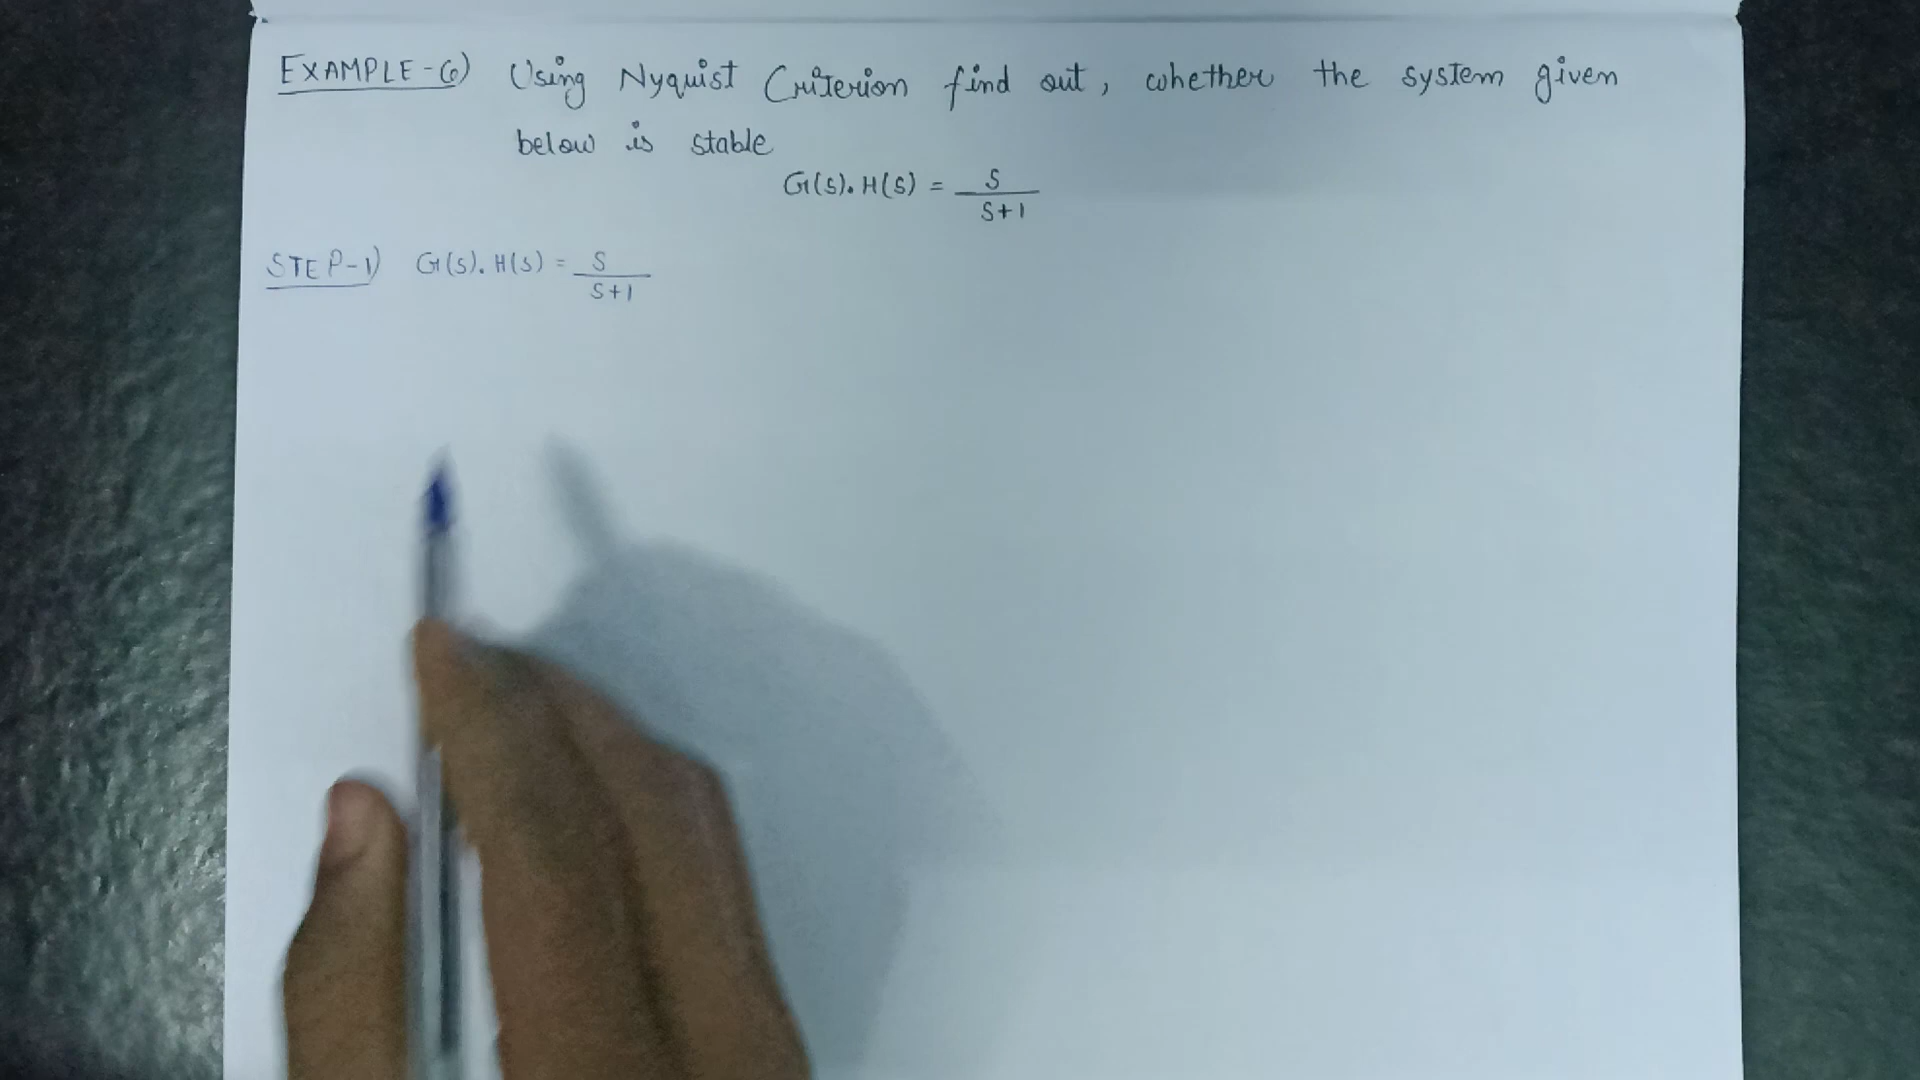 EXAMPLE-6) Using Nyquist Criterion find out, whether the system given
below is stable
G(s).H(s) = s
s+1
STEP-1) G(s).H(s) = s
s+1